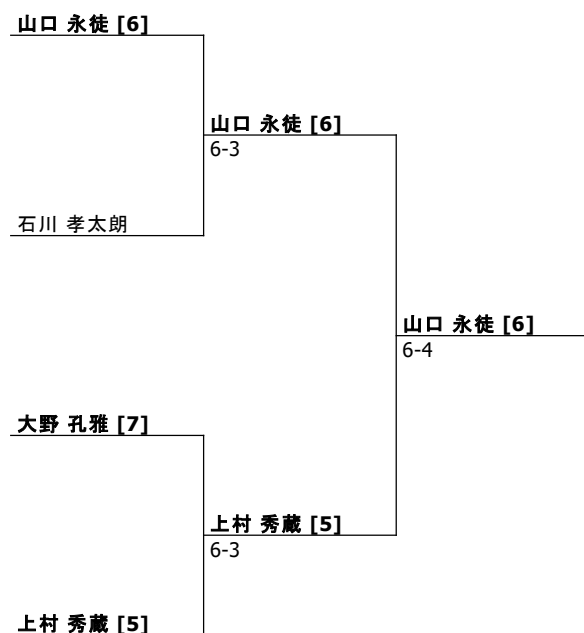 山口 永徒 [6]
山口 永徒 [6]
6-3
石川 孝太朗
山口 永徒 [6]
6-4
大野 孔雅 [7]
上村 秀蔵 [5]
6-3
上村 秀蔵 [5]